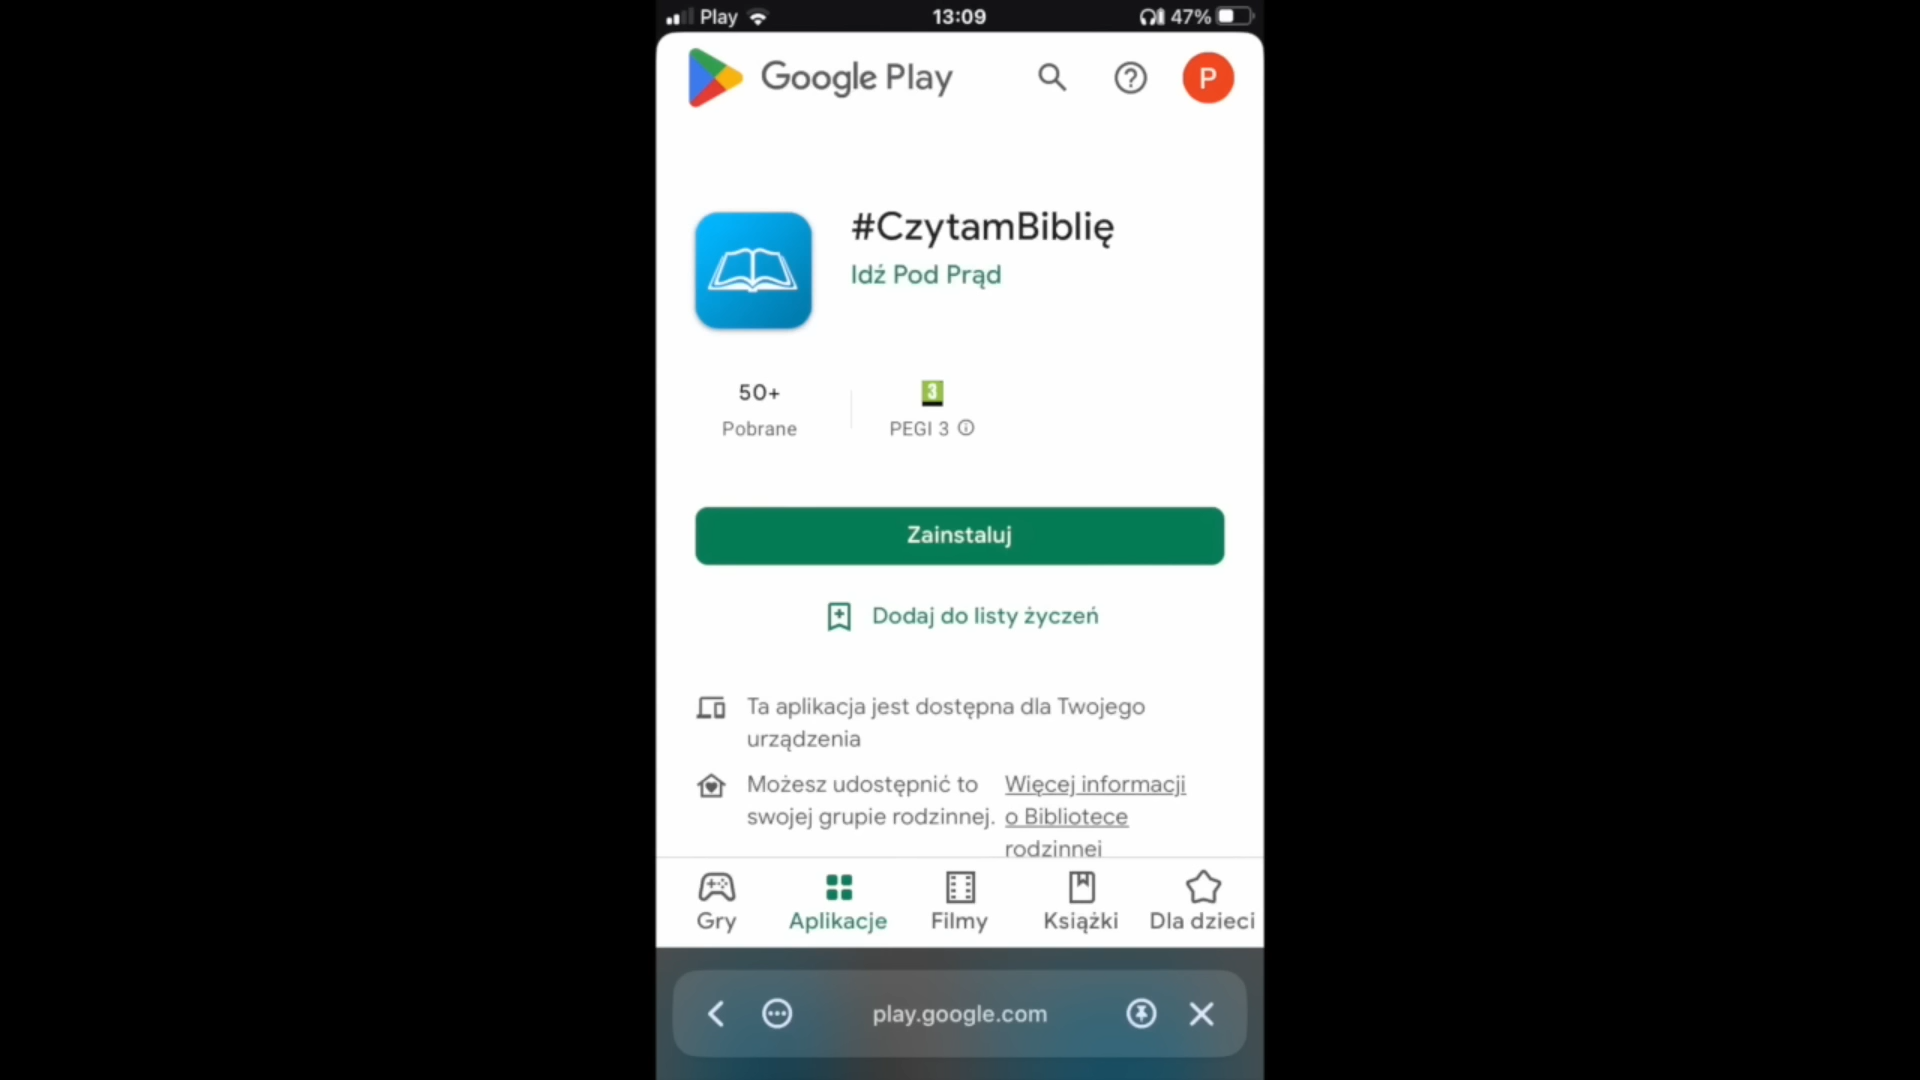 Play 13:09 47%
Google Play P
#CzytamBiblię
Idź Pod Prąd
50+
Pobrane
3
PEGI 3
Zainstaluj
Dodaj do listy życzeń
Ta aplikacja jest dostępna dla Twojego
urządzenia
Możesz udostępnić to
swojej grupie rodzinnej.
Więcej informacji
o Bibliotece
rodzinnej
Gry Aplikacje Filmy Książki Dla dzieci
play.google.com